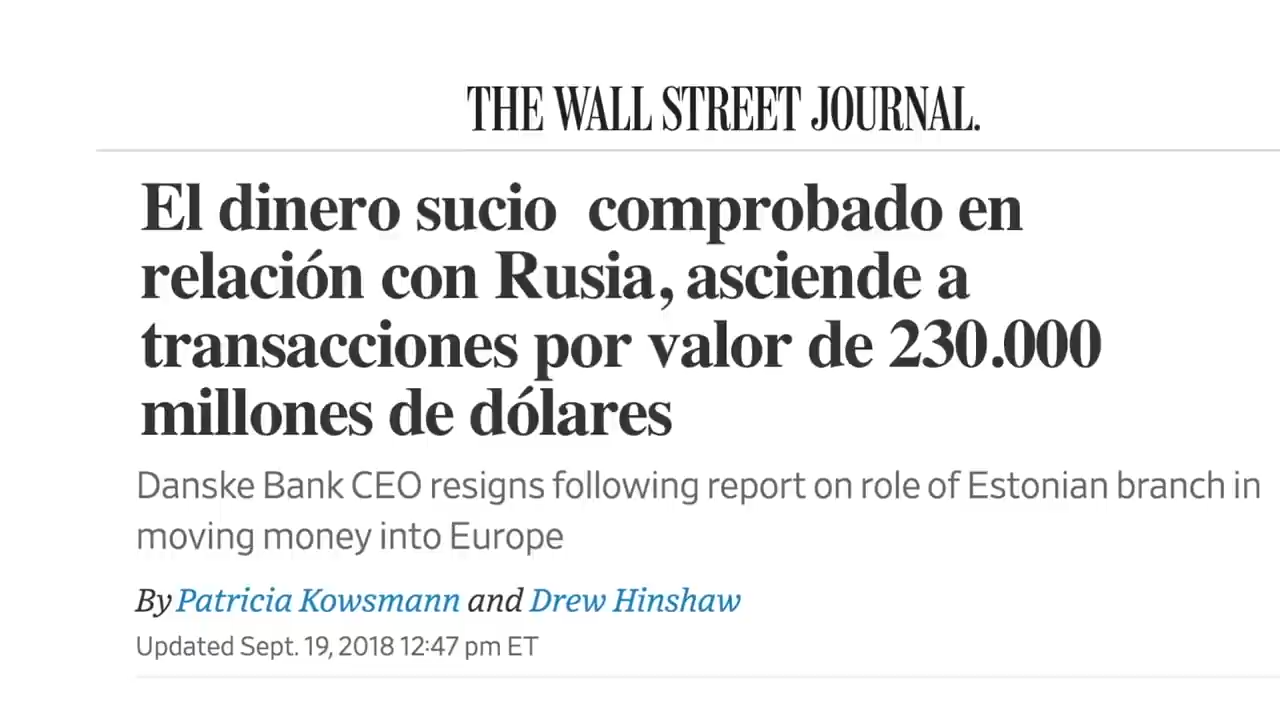 THE WALL STREET JOURNAL.
El dinero sucio comprobado en
relación con Rusia, asciende a
transacciones por valor de 230.000
millones de dólares
Danske Bank CEO resigns following report on role of Estonian branch in
moving money into Europe
By Patricia Kowsmann and Drew Hinshaw
Updated Sept. 19, 2018 12:47 pm ET